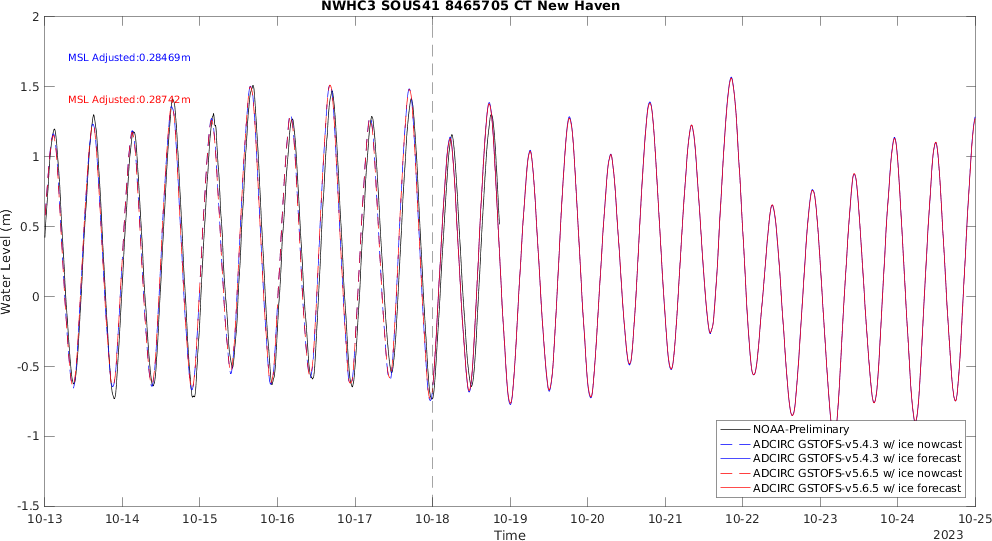 NWHC3 SOUS41 8465705 CT New Haven
2
1.5
1
0.5
0
-0.5
-1
-1.5
Water Level (m)
MSL Adjusted:0.28469m
MSL Adjusted:0.28742m
NOAA-Preliminary
ADCIRC GSTOFS-v5.4.3 w/ ice nowcast
ADCIRC GSTOFS-v5.4.3 w/ ice forecast
ADCIRC GSTOFS-v5.6.5 w/ ice nowcast
ADCIRC GSTOFS-v5.6.5 w/ ice forecast
10-13 10-14 10-15 10-16 10-17 10-18 10-19 10-20 10-21 10-22 10-23 10-24 10-25
Time
2023